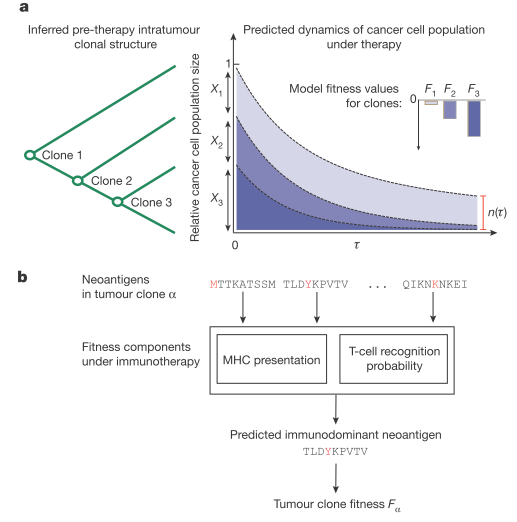 a
Inferred pre-therapy intratumour
clonal structure
Clone 1
Clone 2
Clone 3
Predicted dynamics of cancer cell population
under therapy
Relative cancer cell population size
1
X1
X2
X3
0
τ
n(τ)
Model fitness values
for clones:
F1 F2 F3
0
b
Neoantigens
in tumour clone α
MTTKATSSM TLDYKPVTV ... QIKNKNKEI
Fitness components
under immunotherapy
MHC presentation
T-cell recognition
probability
Predicted immunodominant neoantigen
TLDYKPVTV
Tumour clone fitness Fα